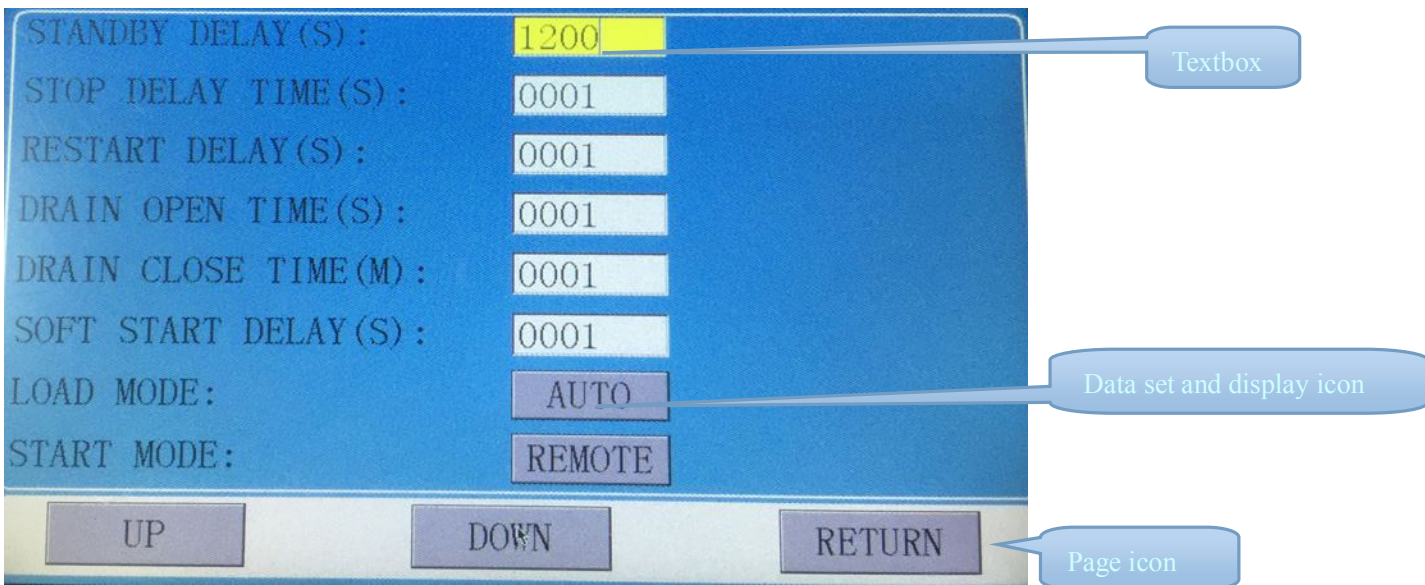 STANDBY DELAY(S): 1200
Textbox
STOP DELAY TIME(S): 0001
RESTART DELAY(S): 0001
DRAIN OPEN TIME(S): 0001
DRAIN CLOSE TIME(M): 0001
SOFT START DELAY(S): 0001
LOAD MODE: AUTO
Data set and display icon
START MODE: REMOTE
UP DOWN RETURN
Page icon